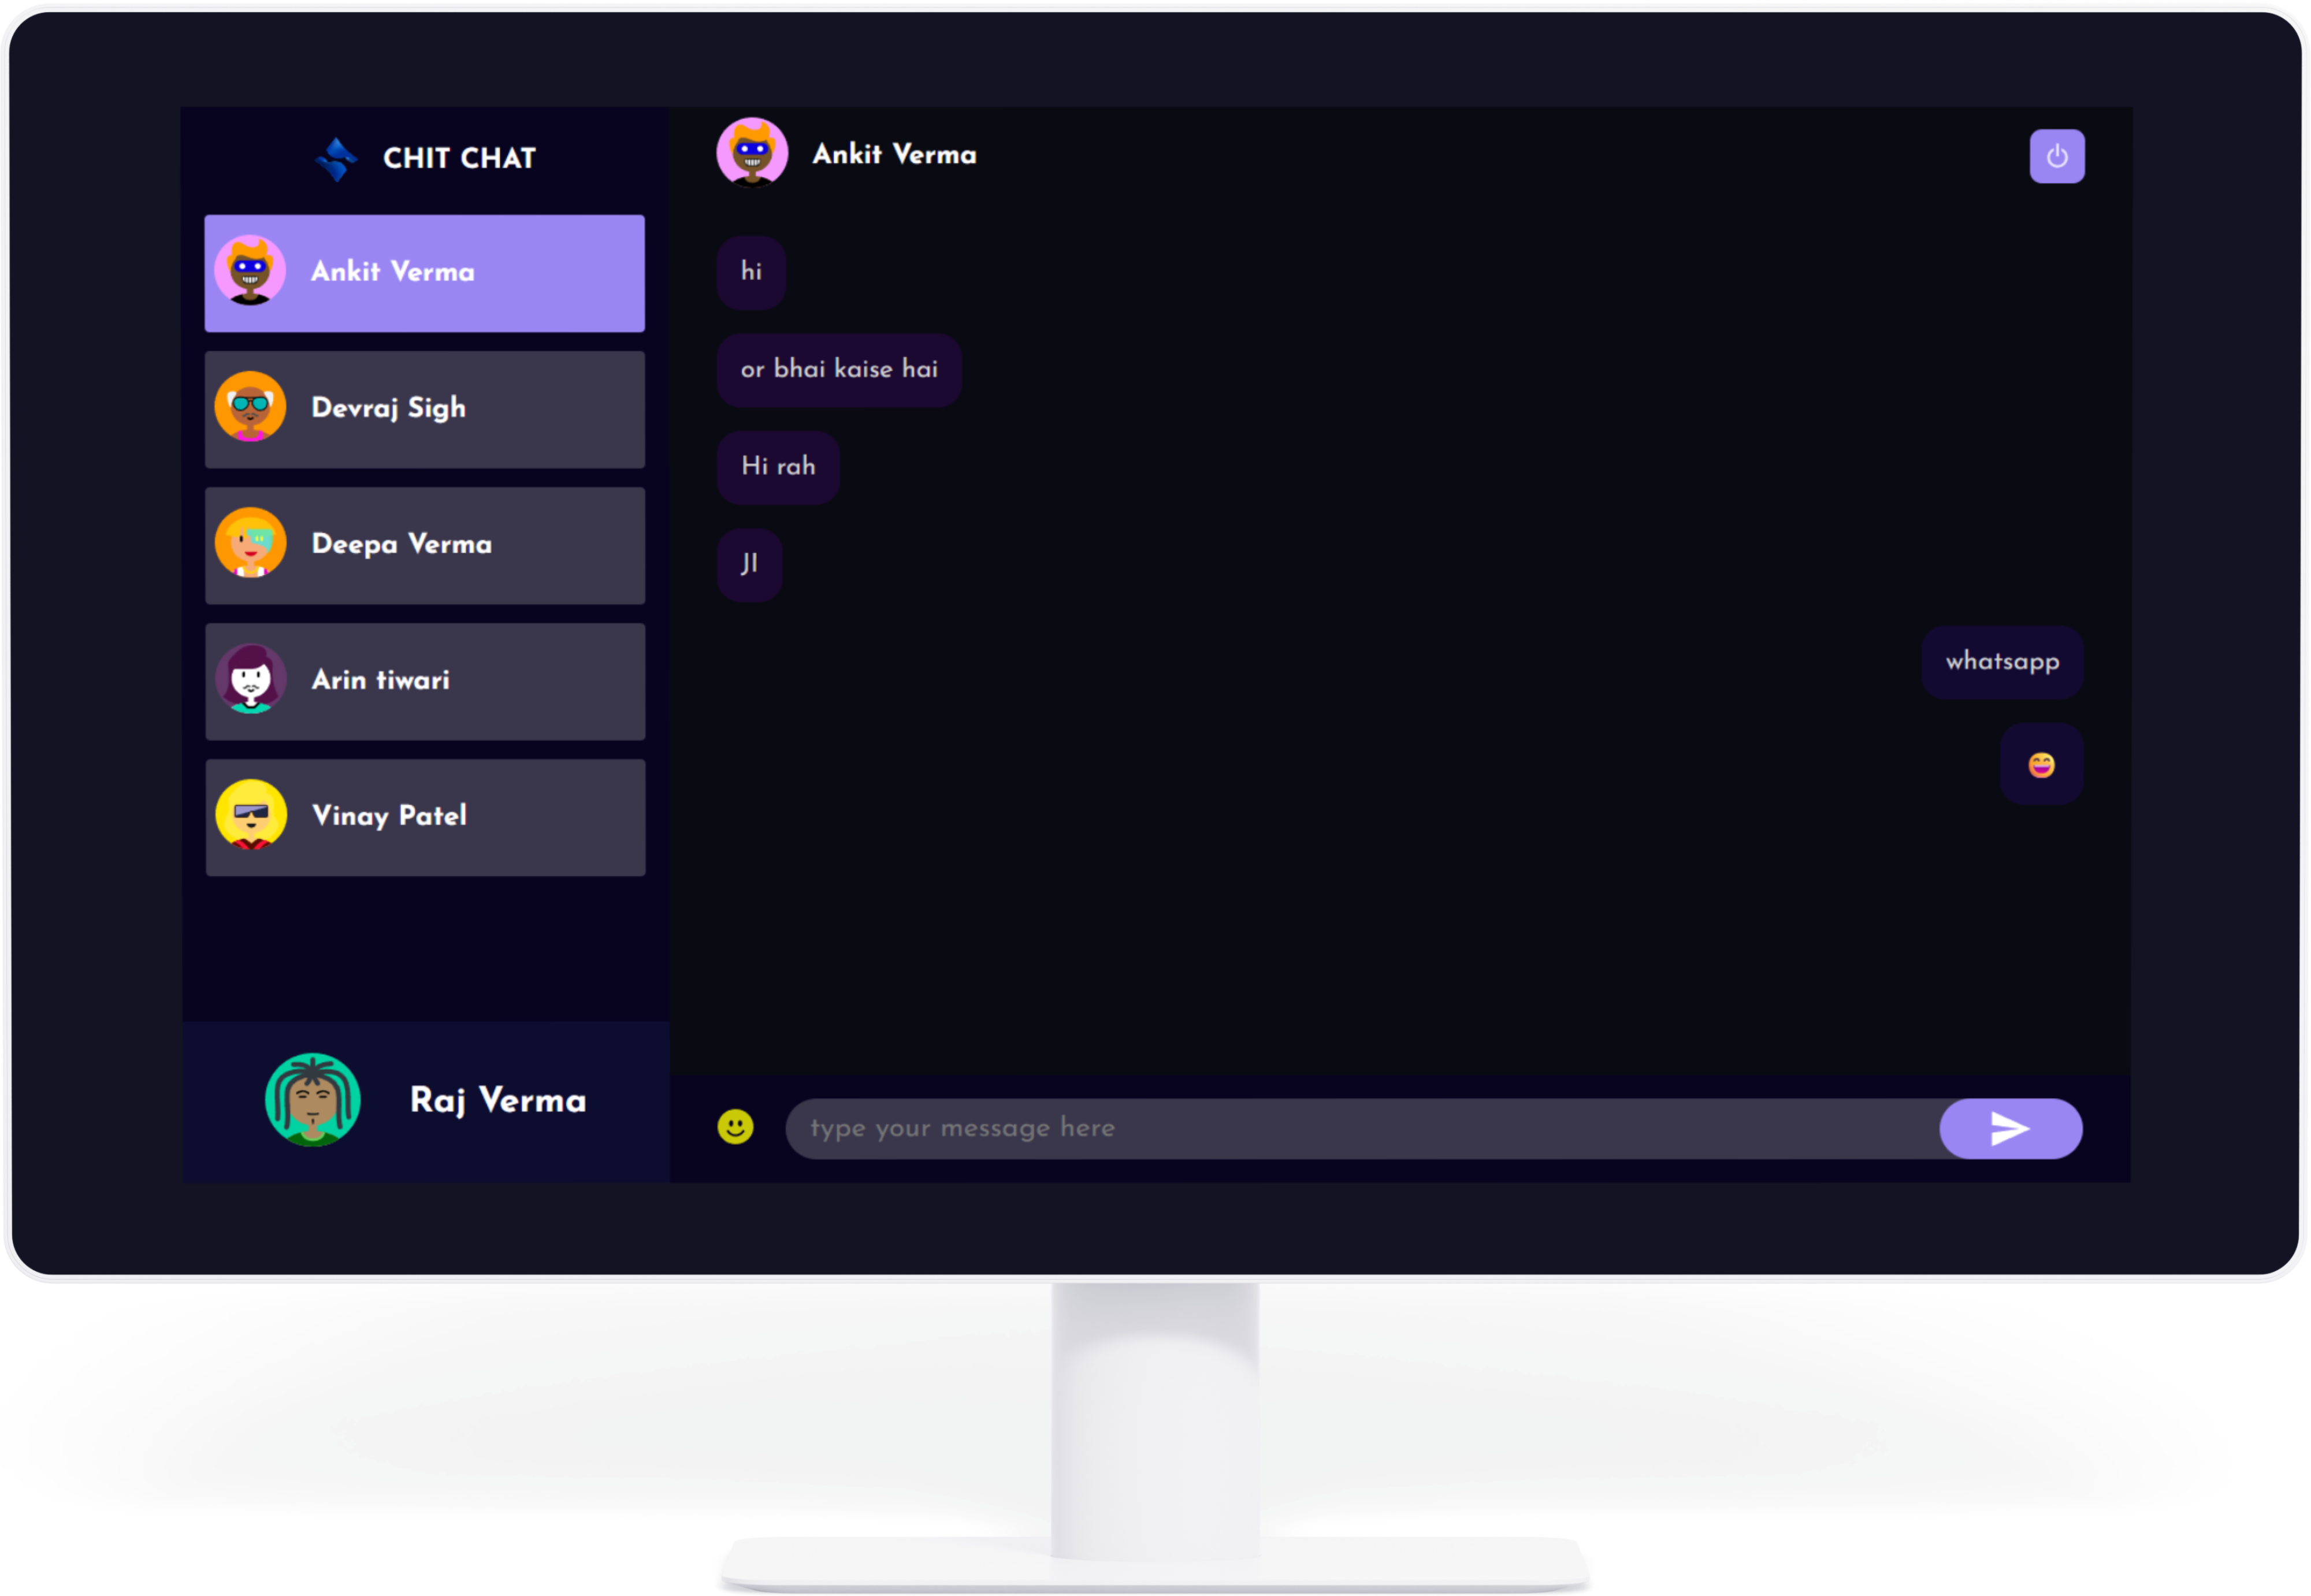 CHIT CHAT
Ankit Verma
Devraj Sigh
Deepa Verma
Arin tiwari
Vinay Patel
Raj Verma
Ankit Verma
hi
or bhai kaise hai
Hi rah
JI
whatsapp
type your message here